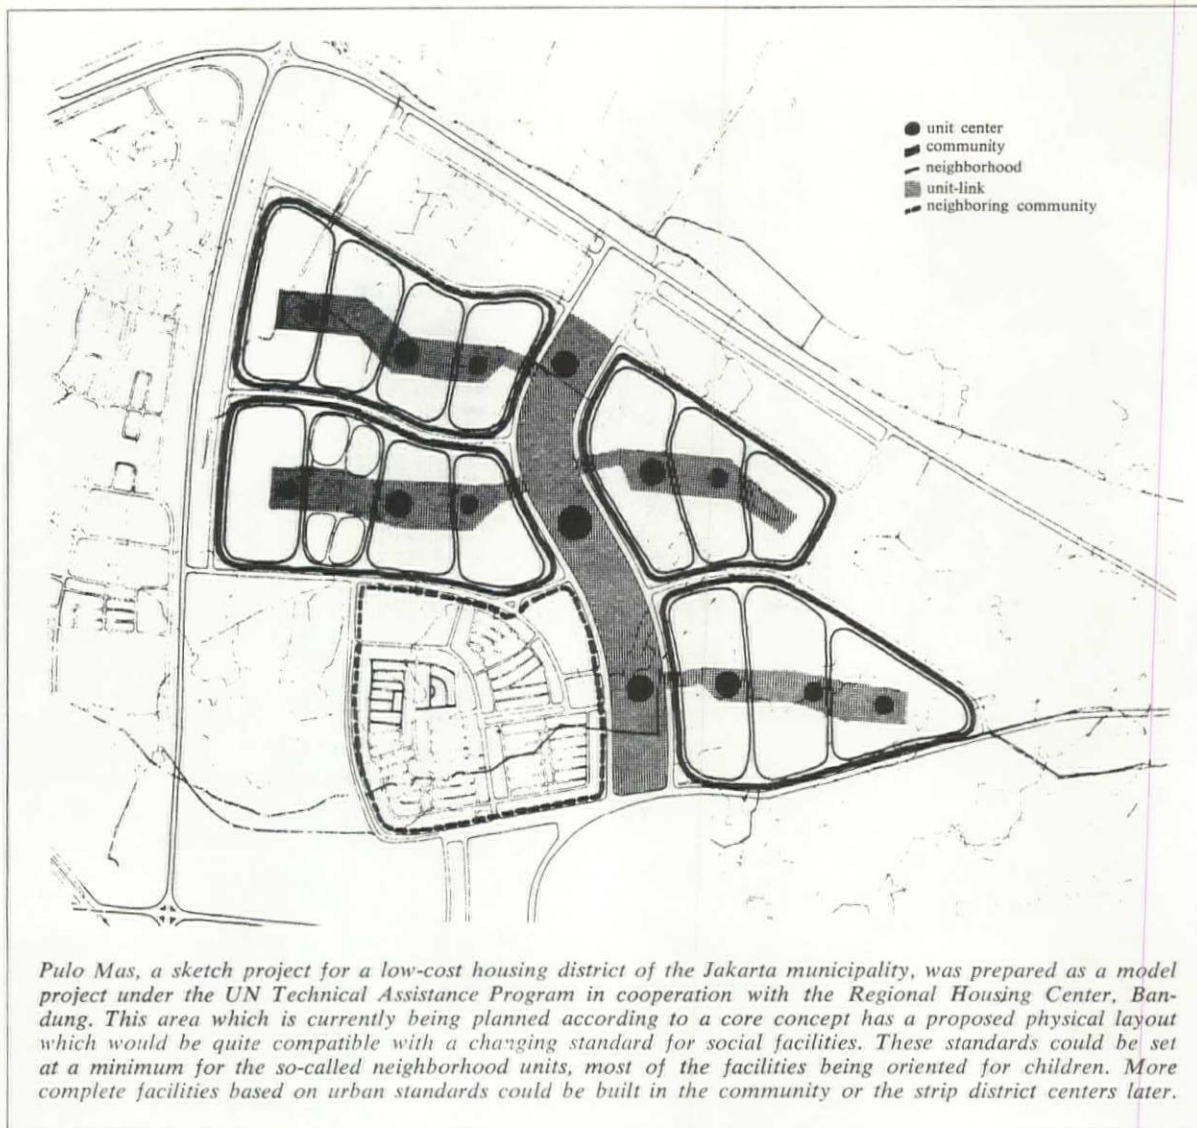 unit center
community
neighborhood
unit-link
neighboring community
Pulo Mas, a sketch project for a low-cost housing district of the Jakarta municipality, was prepared as a model
project under the UN Technical Assistance Program in cooperation with the Regional Housing Center, Ban-
dung. This area which is currently being planned according to a core concept has a proposed physical layout
which would be quite compatible with a changing standard for social facilities. These standards could be set
at a minimum for the so-called neighborhood units, most of the facilities being oriented for children. More
complete facilities based on urban standards could be built in the community or the strip district centers later.